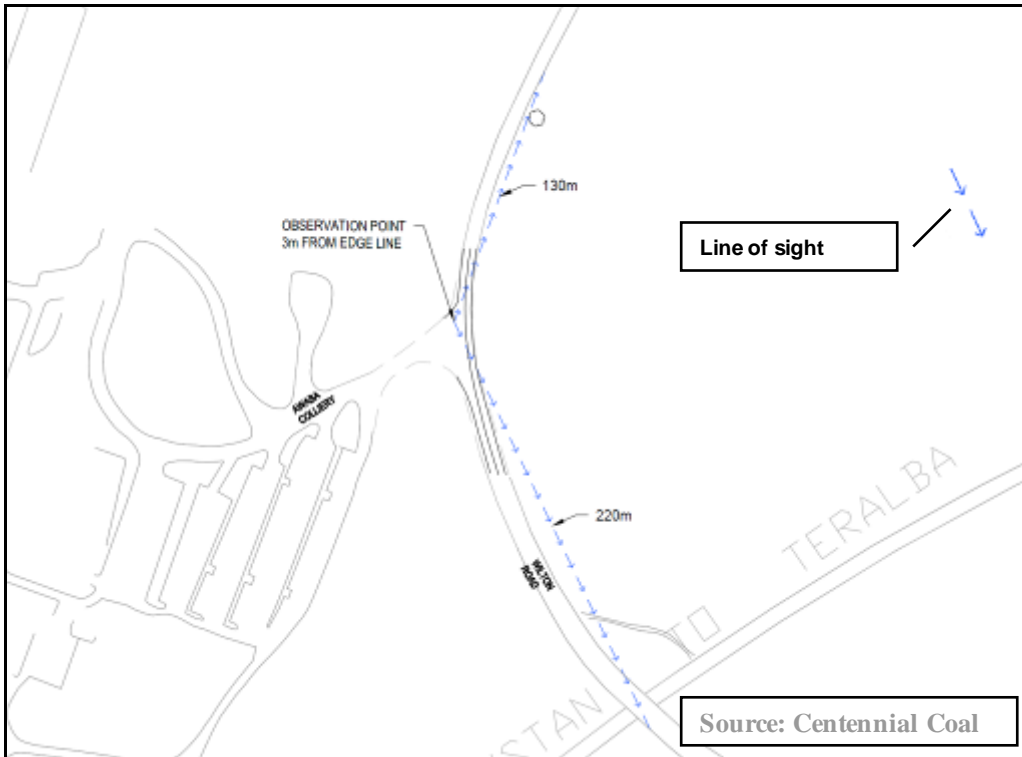 130m
OBSERVATION POINT
3m FROM EDGE LINE
Line of sight
AWABA
COLLIERY
220m
WILTON
ROAD
TERALBA
TO
STAN
Source: Centennial Coal